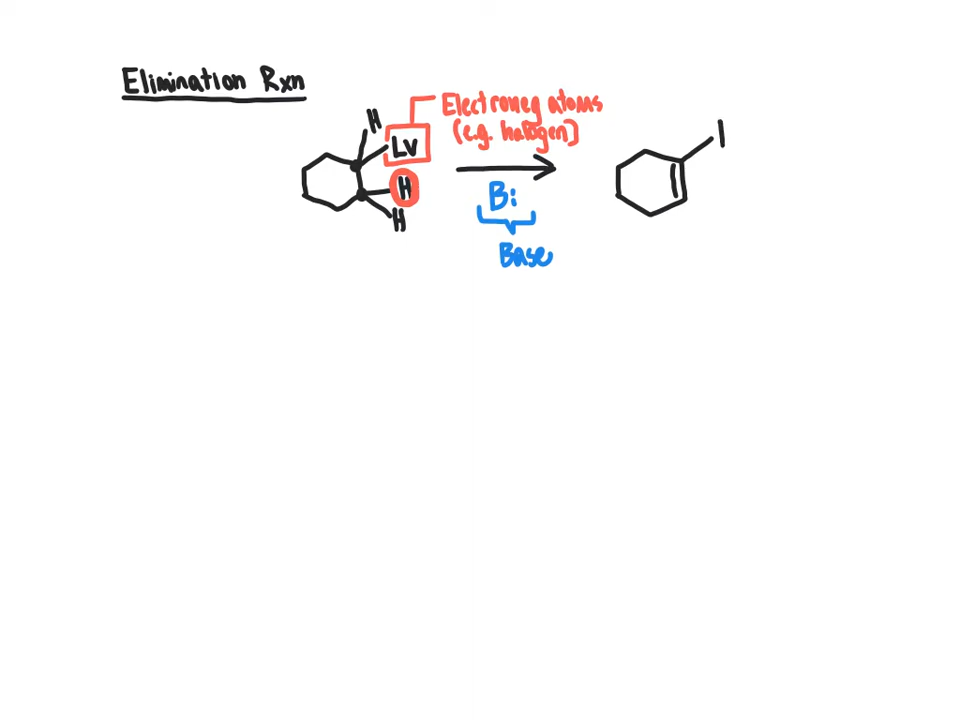 Elimination Rxn
Electroneg atoms
(e.g. halogen)
H
Lv
H
H
B:
Base
I